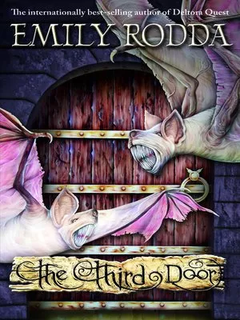 The internationally best-selling author of Deltora Quest
EMILY RODDA
The Third Door